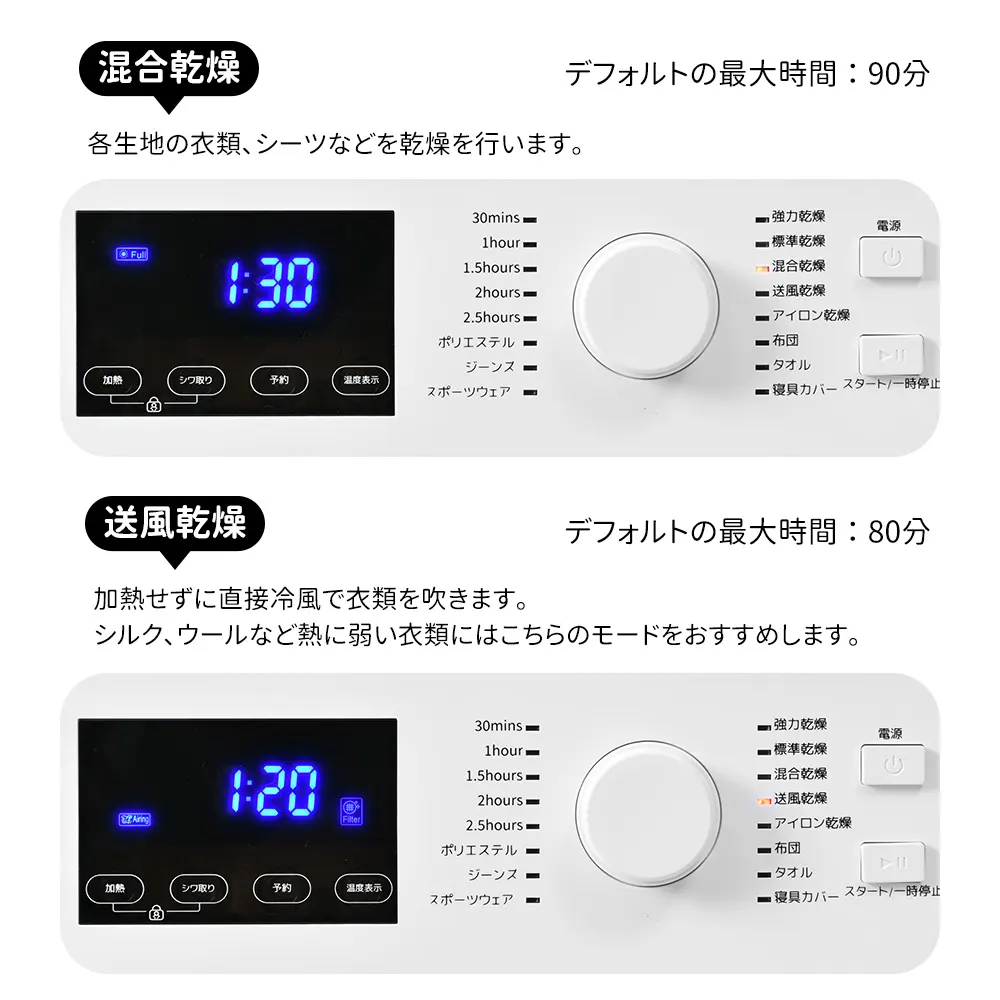 混合乾燥
デフォルトの最大時間：90分
各生地の衣類、シーツなどを乾燥を行います。
Full
1:30
加熱
シワ取り
予約
温度表示
30mins
1hour
1.5hours
2hours
2.5hours
ポリエステル
ジーンズ
スポーツウェア
強力乾燥
標準乾燥
混合乾燥
送風乾燥
アイロン乾燥
布団
タオル
寝具カバー
電源
スタート/一時停止
送風乾燥
デフォルトの最大時間：80分
加熱せずに直接冷風で衣類を吹きます。
シルク、ウールなど熱に弱い衣類にはこちらのモードをおすすめします。
1:20
Airing
Filter
加熱
シワ取り
予約
温度表示
30mins
1hour
1.5hours
2hours
2.5hours
ポリエステル
ジーンズ
スポーツウェア
強力乾燥
標準乾燥
混合乾燥
送風乾燥
アイロン乾燥
布団
タオル
寝具カバー
電源
スタート/一時停止